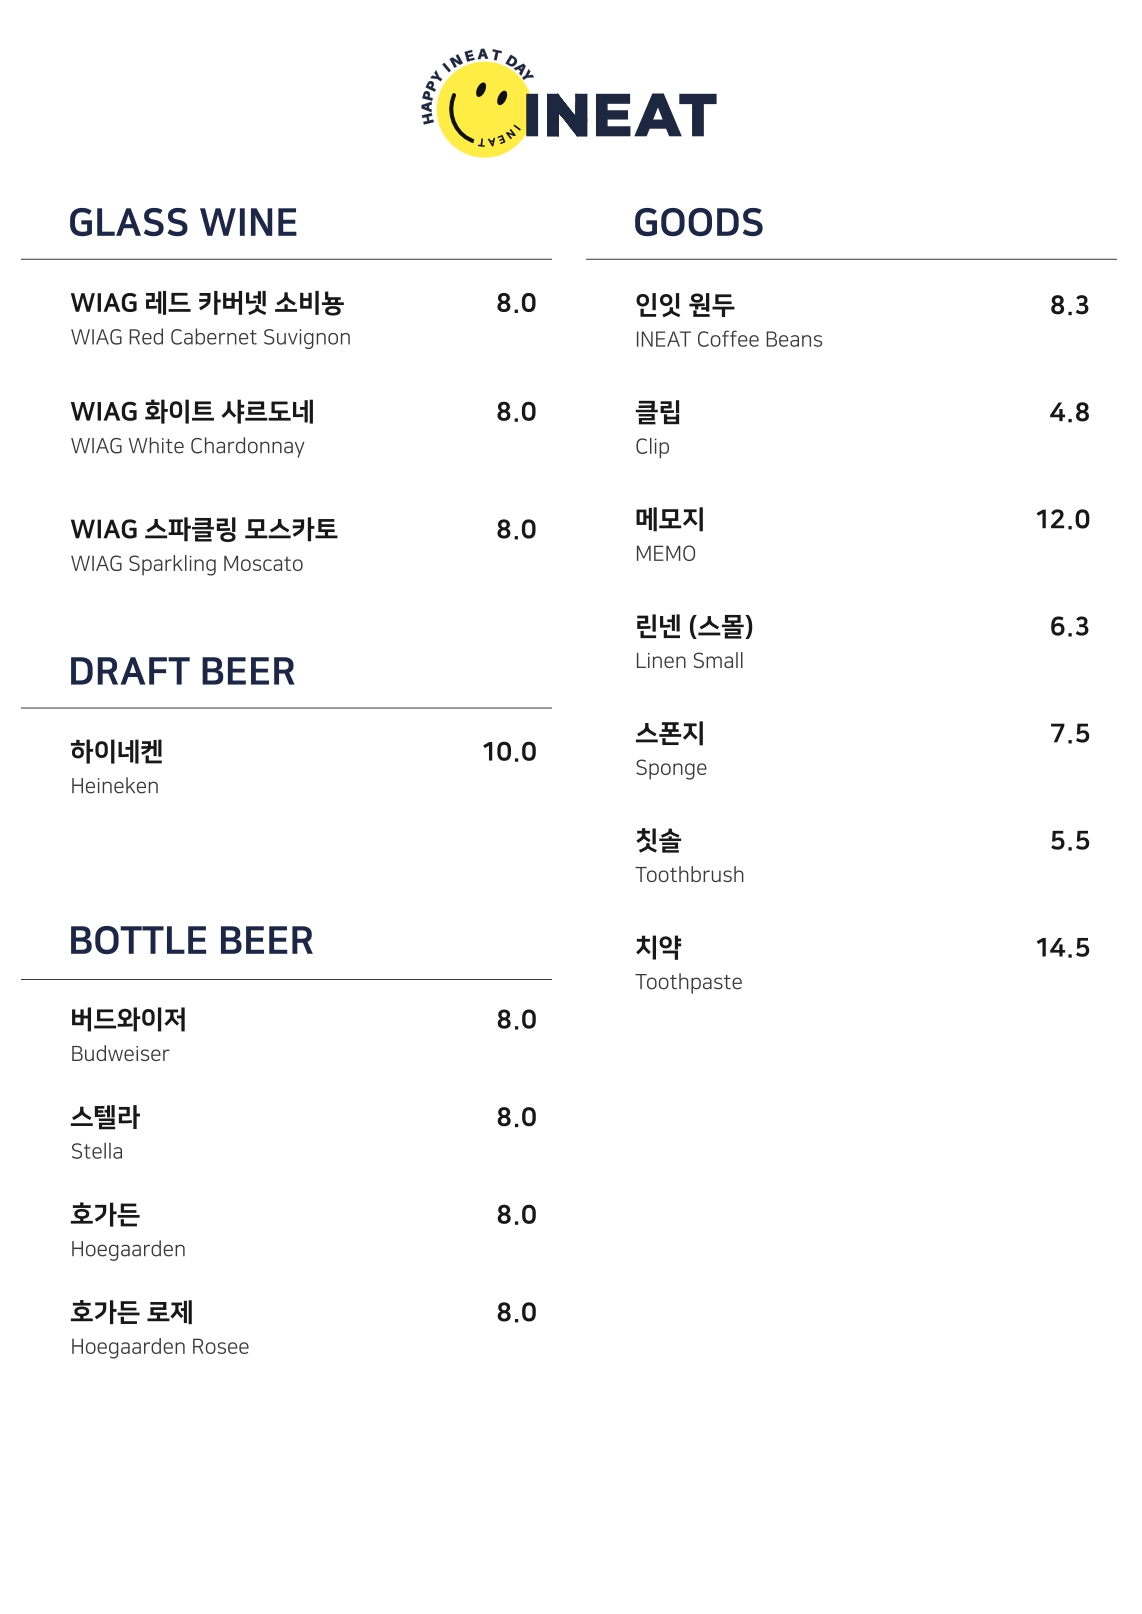 HAPPY INEAT DAY
INEAT
INEAT
GLASS WINE
WIAG 레드 카버넷 소비뇽 8.0
WIAG Red Cabernet Suvignon
WIAG 화이트 샤르도네 8.0
WIAG White Chardonnay
WIAG 스파클링 모스카토 8.0
WIAG Sparkling Moscato
DRAFT BEER
하이네켄 10.0
Heineken
BOTTLE BEER
버드와이저 8.0
Budweiser
스텔라 8.0
Stella
호가든 8.0
Hoegaarden
호가든 로제 8.0
Hoegaarden Rosee
GOODS
인잇 원두 8.3
INEAT Coffee Beans
클립 4.8
Clip
메모지 12.0
MEMO
린넨 (스몰) 6.3
Linen Small
스폰지 7.5
Sponge
칫솔 5.5
Toothbrush
치약 14.5
Toothpaste